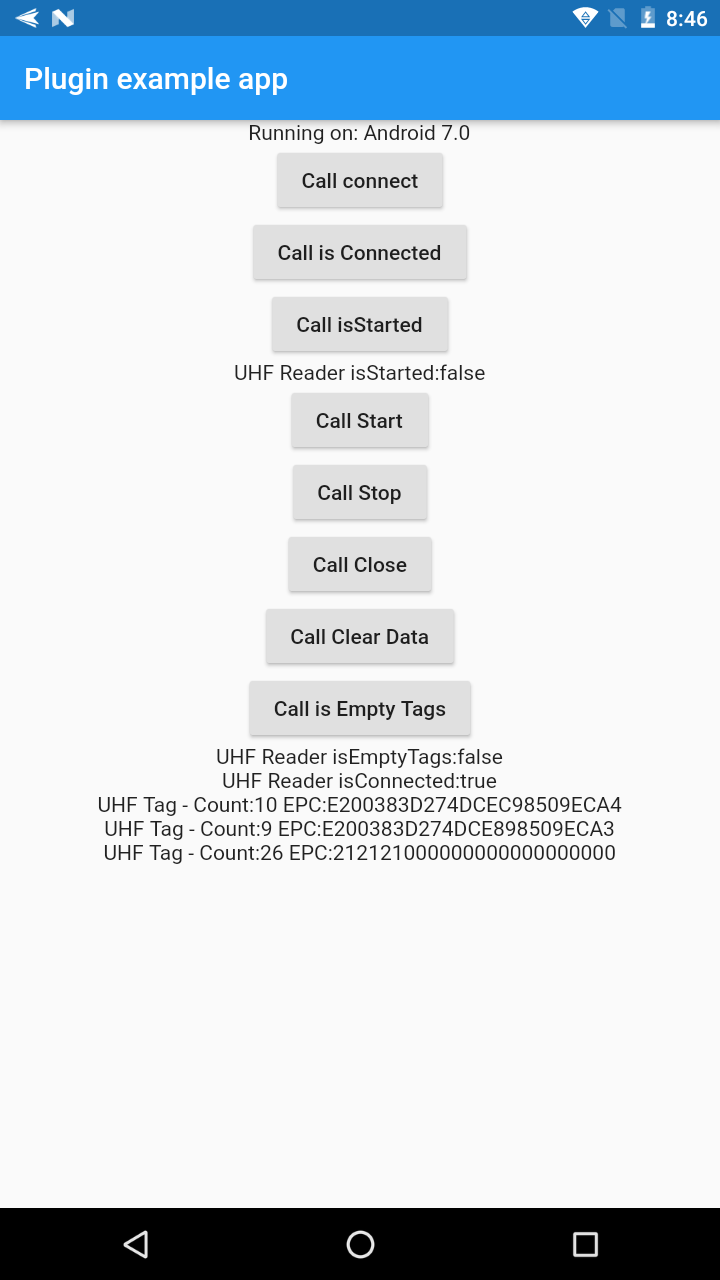 8:46
Plugin example app
Running on: Android 7.0
Call connect
Call is Connected
Call isStarted
UHF Reader isStarted:false
Call Start
Call Stop
Call Close
Call Clear Data
Call is Empty Tags
UHF Reader isEmptyTags:false
UHF Reader isConnected:true
UHF Tag - Count:10 EPC:E200383D274DCEC98509ECA4
UHF Tag - Count:9 EPC:E200383D274DCE898509ECA3
UHF Tag - Count:26 EPC:212121000000000000000000